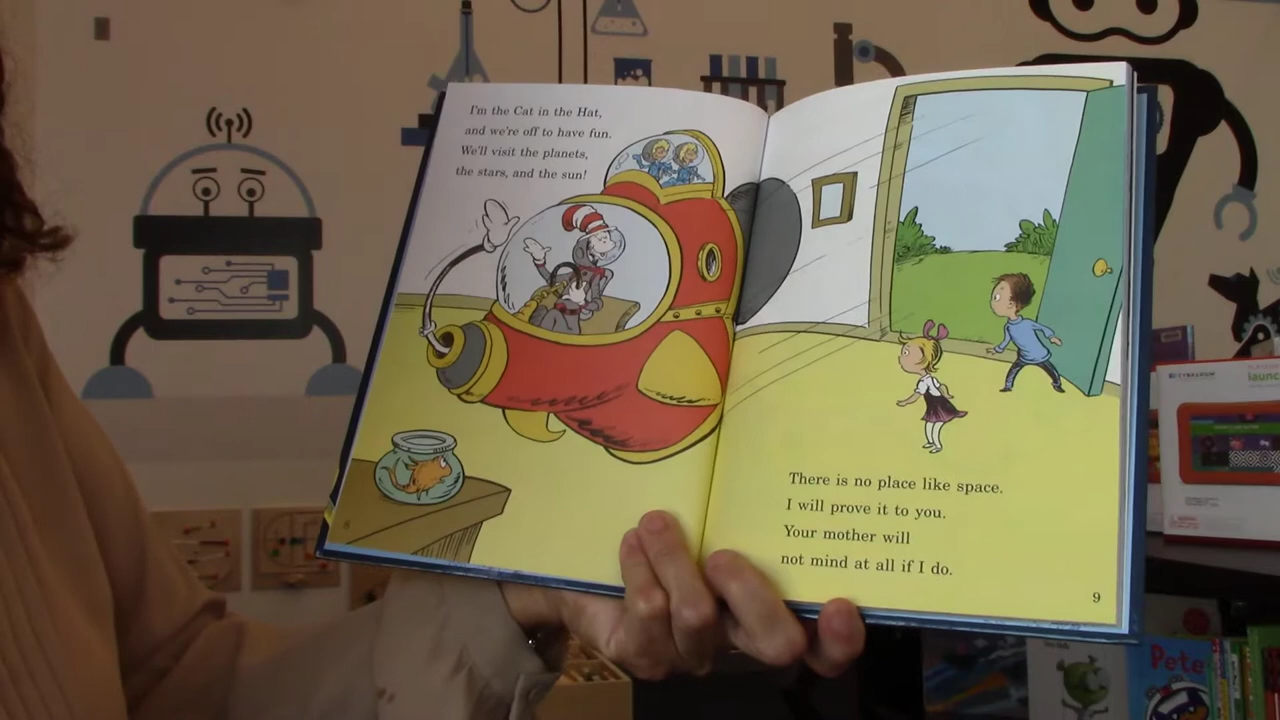 I'm the Cat in the Hat,
and we're off to have fun.
We'll visit the planets,
the stars, and the sun!
8
There is no place like space.
I will prove it to you.
Your mother will
not mind at all if I do.
9
launc
Pete